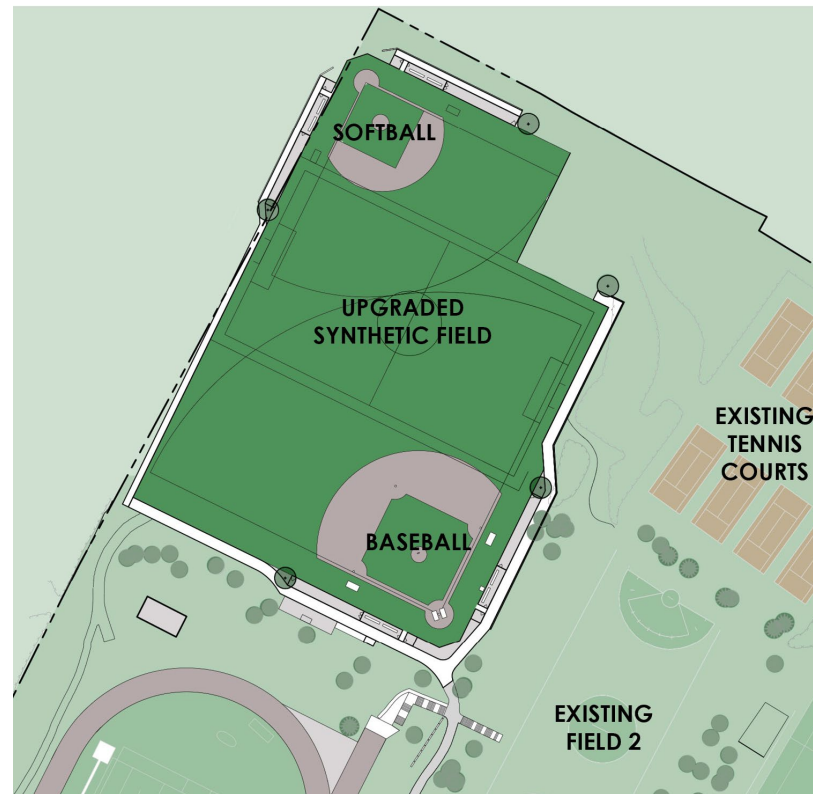 SOFTBALL
UPGRADED
SYNTHETIC FIELD
EXISTING
TENNIS
COURTS
BASEBALL
EXISTING
FIELD 2